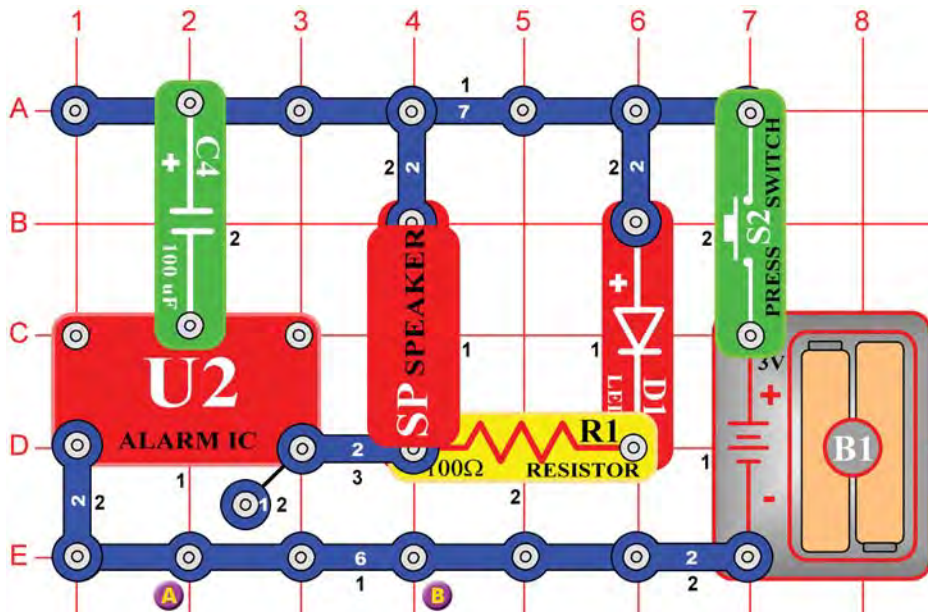 1 2 3 4 5 6 7 8
A
1
7
C4
+
100 uF
2
2
2
2
2
B
2
S2
PRESS SWITCH
+
SPEAKER
SP
1
1
D1
LED
C
U2
ALARM IC
3V
+
-
B1
1
D
2
3
R1
100Ω
RESISTOR
2
2
2
1
1 2
E
6
1
2
2
A
B